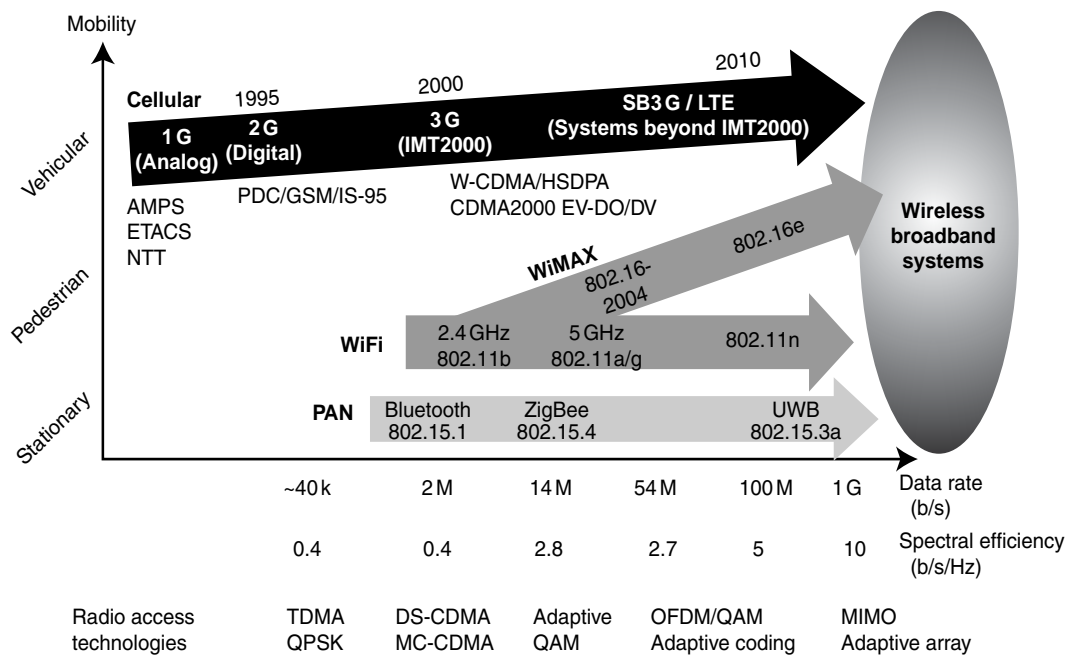 Mobility
Vehicular
Pedestrian
Stationary
Cellular
1995
2000
2010
1 G
(Analog)
2 G
(Digital)
3 G
(IMT2000)
SB3 G / LTE
(Systems beyond IMT2000)
AMPS
ETACS
NTT
PDC/GSM/IS-95
W-CDMA/HSDPA
CDMA2000 EV-DO/DV
WiMAX
802.16-
2004
802.16e
Wireless
broadband
systems
WiFi
2.4 GHz
802.11b
5 GHz
802.11a/g
802.11n
PAN
Bluetooth
802.15.1
ZigBee
802.15.4
UWB
802.15.3a
~40 k 2 M 14 M 54 M 100 M 1 G Data rate
(b/s)
0.4 0.4 2.8 2.7 5 10 Spectral efficiency
(b/s/Hz)
Radio access TDMA DS-CDMA Adaptive OFDM/QAM MIMO
technologies QPSK MC-CDMA QAM Adaptive coding Adaptive array